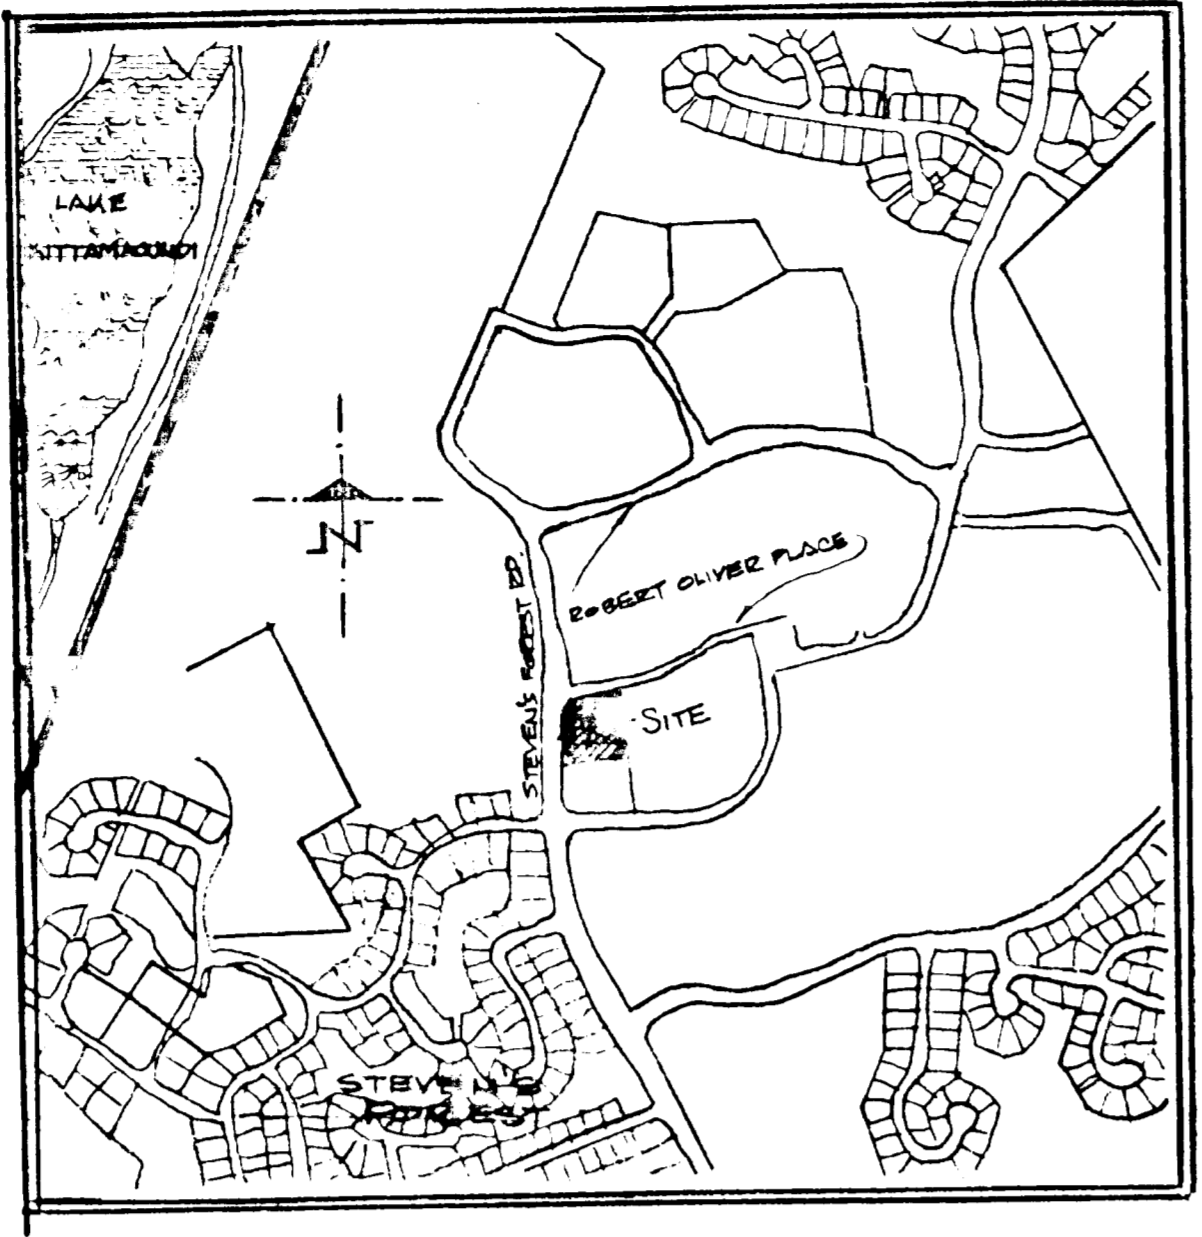 LAKE
KITTAMAQUNDI
N
ROBERT OLIVER PLACE
STEVEN'S FOREST RD.
SITE
STEVEN'S
FOREST